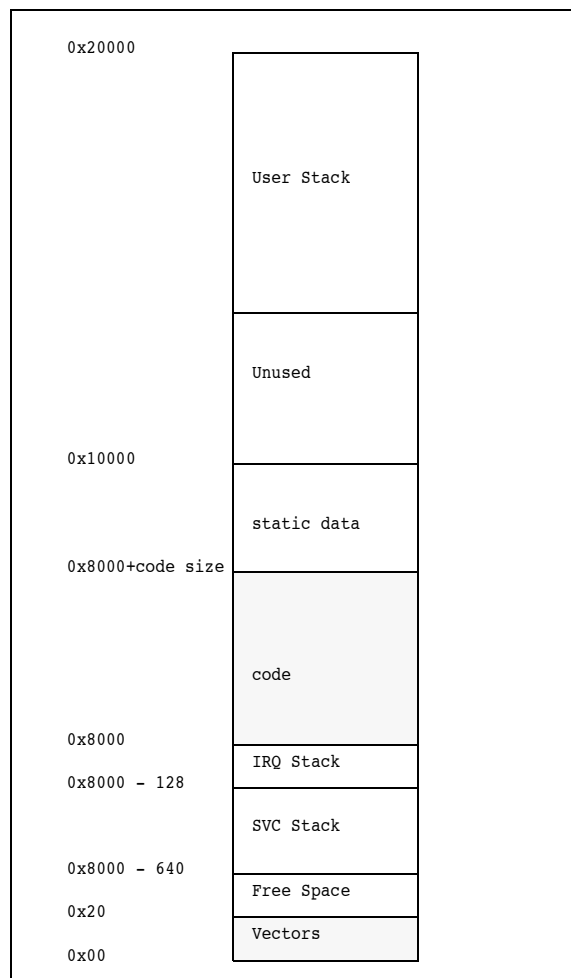 0x20000
User Stack
Unused
0x10000
static data
0x8000+code size
code
0x8000
IRQ Stack
0x8000 - 128
SVC Stack
0x8000 - 640
Free Space
0x20
Vectors
0x00